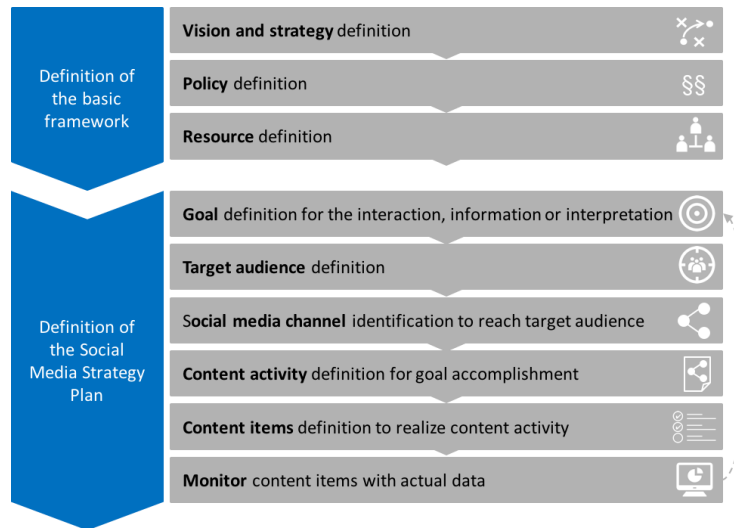 Definition of
the basic
framework
Vision and strategy definition
Policy definition
§§
Resource definition
Definition of
the Social
Media Strategy
Plan
Goal definition for the interaction, information or interpretation
Target audience definition
Social media channel identification to reach target audience
Content activity definition for goal accomplishment
Content items definition to realize content activity
Monitor content items with actual data